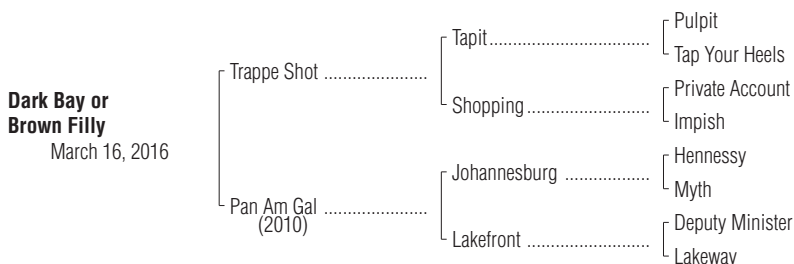 Dark Bay or
Brown Filly
March 16, 2016
Trappe Shot ......................
Pan Am Gal ......................
(2010)
Tapit..................................
Shopping..........................
Johannesburg ..................
Lakefront ..........................
Pulpit
Tap Your Heels
Private Account
Impish
Hennessy
Myth
Deputy Minister
Lakeway